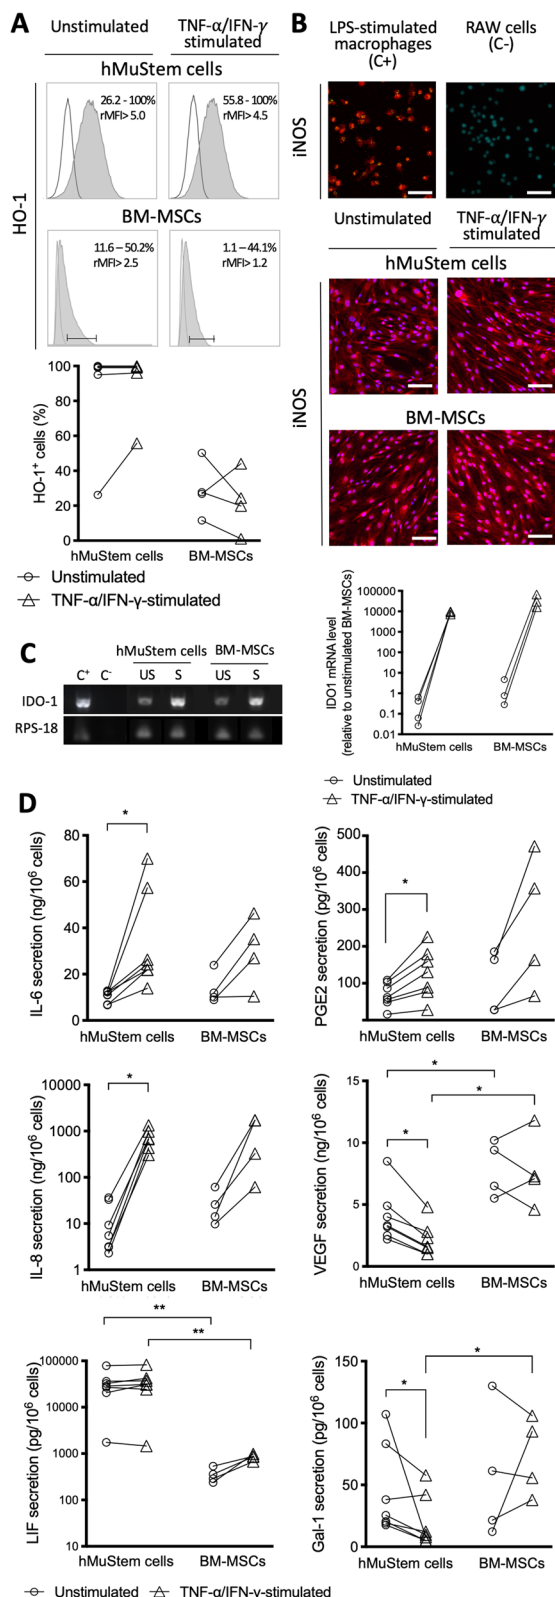 A
Unstimulated
TNF-α/IFN-γ
stimulated
hMuStem cells
26.2 - 100%
rMFI> 5.0
55.8 - 100%
rMFI> 4.5
HO-1
BM-MSCs
11.6 – 50.2%
rMFI> 2.5
1.1 – 44.1%
rMFI> 1.2
HO-1+ cells (%)
100
80
60
40
20
0
hMuStem cells
BM-MSCs
Unstimulated
TNF-α/IFN-γ-stimulated
B
LPS-stimulated
macrophages
(C+)
RAW cells
(C-)
iNOS
Unstimulated
TNF-α/IFN-γ
stimulated
hMuStem cells
iNOS
BM-MSCs
C
hMuStem cells
BM-MSCs
C+
C-
US
S
US
S
IDO-1
RPS-18
IDO1 mRNA level
(relative to unstimulated BM-MSCs)
100000
10000
1000
100
10
1
0.1
0.01
hMuStem cells
BM-MSCs
Unstimulated
TNF-α/IFN-γ-stimulated
D
IL-6 secretion (ng/10⁶ cells)
80
60
40
20
0
*
hMuStem cells
BM-MSCs
PGE2 secretion (pg/10⁶ cells)
500
400
300
200
100
*
hMuStem cells
BM-MSCs
IL-8 secretion (ng/10⁶ cells)
10000
1000
100
10
1
*
hMuStem cells
BM-MSCs
VEGF secretion (ng/10⁶ cells)
15
10
5
0
*
*
*
hMuStem cells
BM-MSCs
LIF secretion (pg/10⁶ cells)
100000
10000
1000
100
10
**
**
hMuStem cells
BM-MSCs
Gal-1 secretion (pg/10⁶ cells)
150
100
50
0
*
*
hMuStem cells
BM-MSCs
Unstimulated
TNF-α/IFN-γ-stimulated